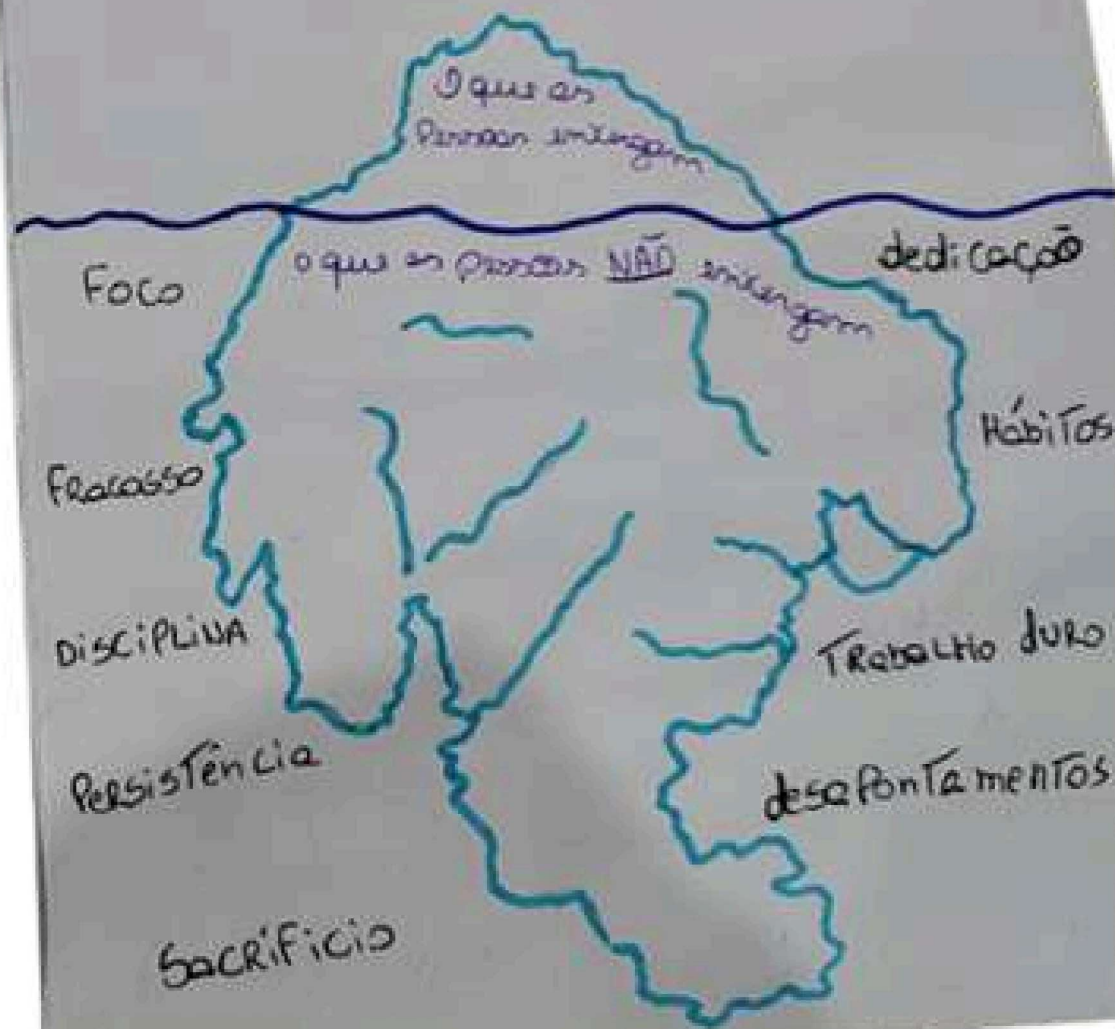 O que as
Pessoas enxergam
o que as pessoas NÃO enxergam
Foco
dedicação
Hábitos
Fracasso
DISCIPLINA
TRabalho duro
Persistência
desapontamentos
Sacrifício